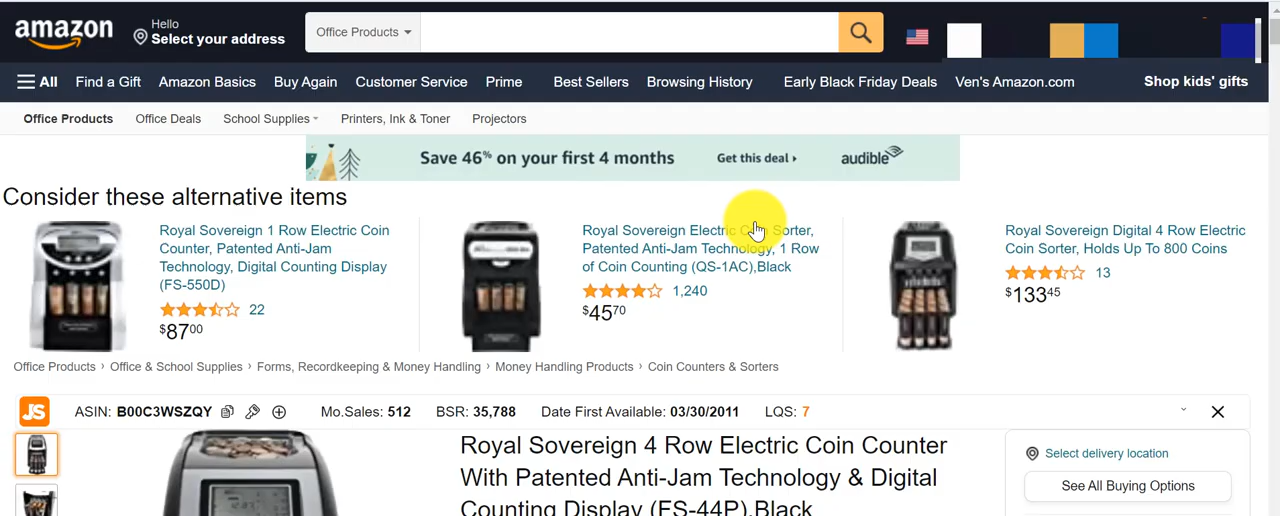 amazon
Hello
Select your address
Office Products
All
Find a Gift
Amazon Basics
Buy Again
Customer Service
Prime
Best Sellers
Browsing History
Early Black Friday Deals
Ven's Amazon.com
Shop kids' gifts
Office Products
Office Deals
School Supplies
Printers, Ink & Toner
Projectors
Save 46% on your first 4 months
Get this deal ›
audible
Consider these alternative items
Royal Sovereign 1 Row Electric Coin
Counter, Patented Anti-Jam
Technology, Digital Counting Display
(FS-550D)
22
$87 00
Royal Sovereign Electric Coin Sorter,
Patented Anti-Jam Technology, 1 Row
of Coin Counting (QS-1AC),Black
1,240
$45 70
Royal Sovereign Digital 4 Row Electric
Coin Sorter, Holds Up To 800 Coins
13
$133 45
Office Products › Office & School Supplies › Forms, Recordkeeping & Money Handling › Money Handling Products › Coin Counters & Sorters
JS
ASIN: B00C3WSZQY
Mo.Sales: 512
BSR: 35,788
Date First Available: 03/30/2011
LQS: 7
Royal Sovereign 4 Row Electric Coin Counter
With Patented Anti-Jam Technology & Digital
Counting Display (FS-44P),Black
Select delivery location
See All Buying Options